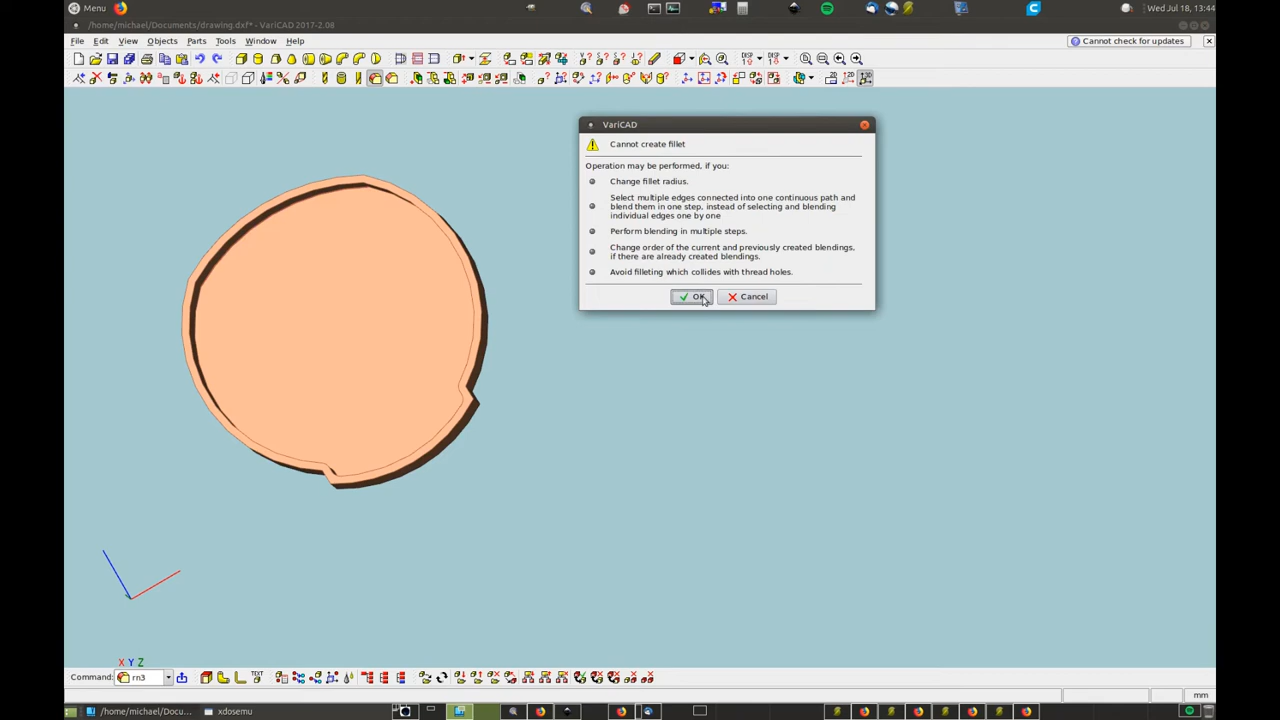 Menu
Wed Jul 18, 13:44
/home/michael/Documents/drawing.dxf* - VariCAD 2017-2.08
File Edit View Objects Parts Tools Window Help
Cannot check for updates
VariCAD
Cannot create fillet
Operation may be performed, if you:
Change fillet radius.
Select multiple edges connected into one continuous path and
blend them in one step, instead of selecting and blending
individual edges one by one
Perform blending in multiple steps.
Change order of the current and previously created blendings,
if there are already created blendings.
Avoid filleting which collides with thread holes.
OK Cancel
X Y Z
Command: rn3 TEXT
mm
/home/michael/Docu... xdosemu